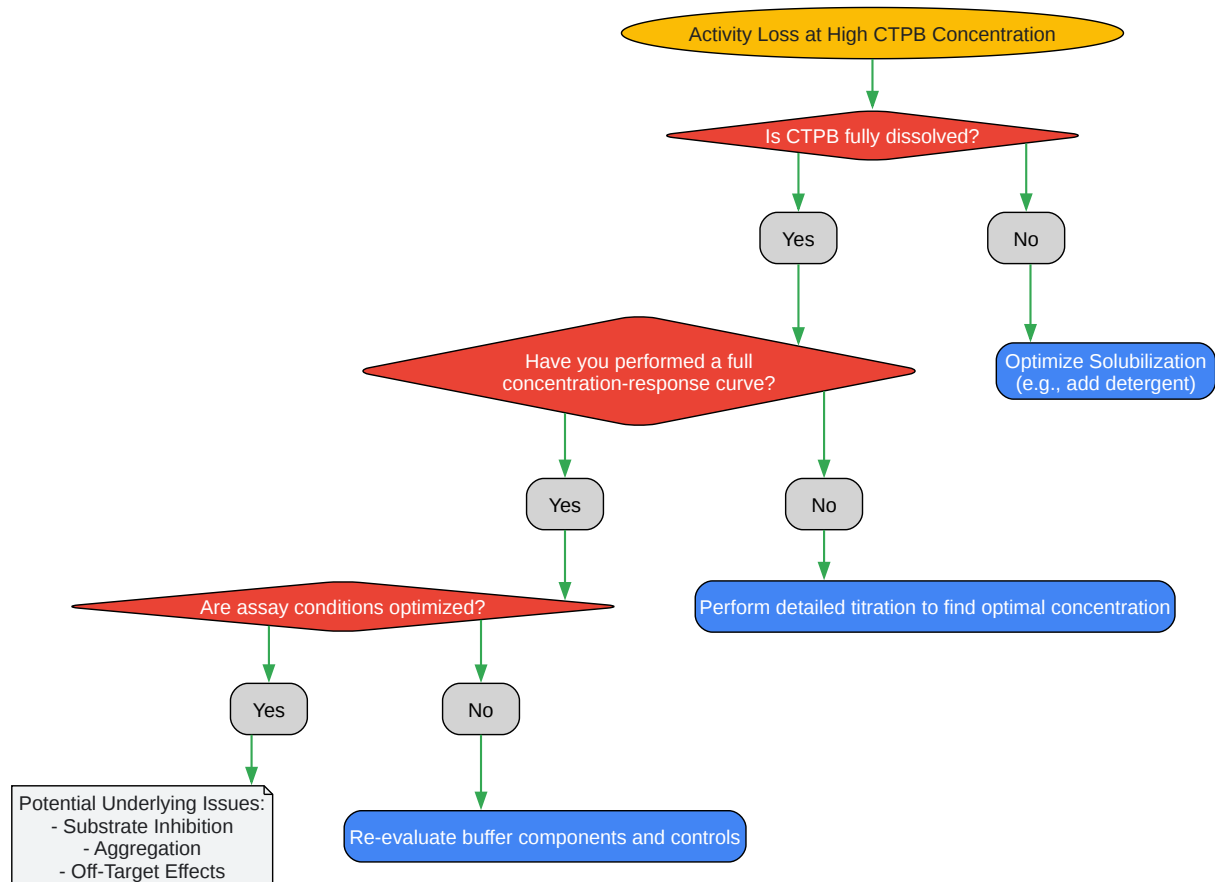 Activity Loss at High CTPB Concentration
Is CTPB fully dissolved?
Yes
No
Have you performed a full
concentration-response curve?
Optimize Solubilization
(e.g., add detergent)
Yes
No
Are assay conditions optimized?
Perform detailed titration to find optimal concentration
Yes
No
Potential Underlying Issues:
- Substrate Inhibition
- Aggregation
- Off-Target Effects
Re-evaluate buffer components and controls